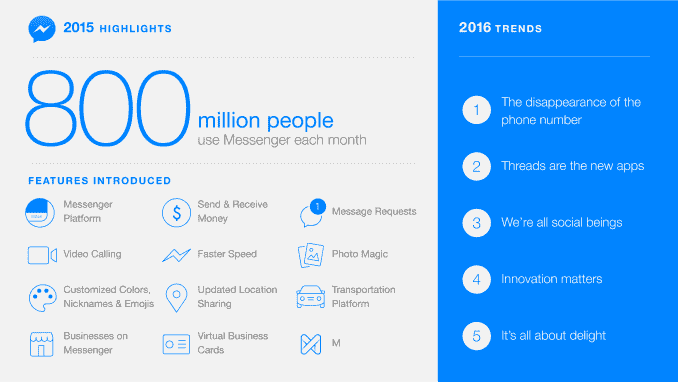 2015 HIGHLIGHTS
800
million people
use Messenger each month
FEATURES INTRODUCED
Messenger
Platform
Send & Receive
Money
1
Message Requests
Video Calling
Faster Speed
Photo Magic
Customized Colors,
Nicknames & Emojis
Updated Location
Sharing
Transportation
Platform
Businesses on
Messenger
Virtual Business
Cards
M
2016 TRENDS
1
The disappearance of the
phone number
2
Threads are the new apps
3
We're all social beings
4
Innovation matters
5
It's all about delight